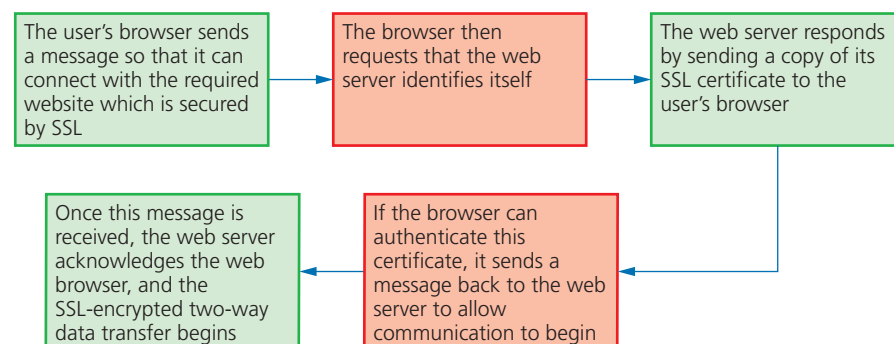 The user's browser sends
a message so that it can
connect with the required
website which is secured
by SSL
The browser then
requests that the web
server identifies itself
The web server responds
by sending a copy of its
SSL certificate to the
user's browser
If the browser can
authenticate this
certificate, it sends a
message back to the web
server to allow
communication to begin
Once this message is
received, the web server
acknowledges the web
browser, and the
SSL-encrypted two-way
data transfer begins